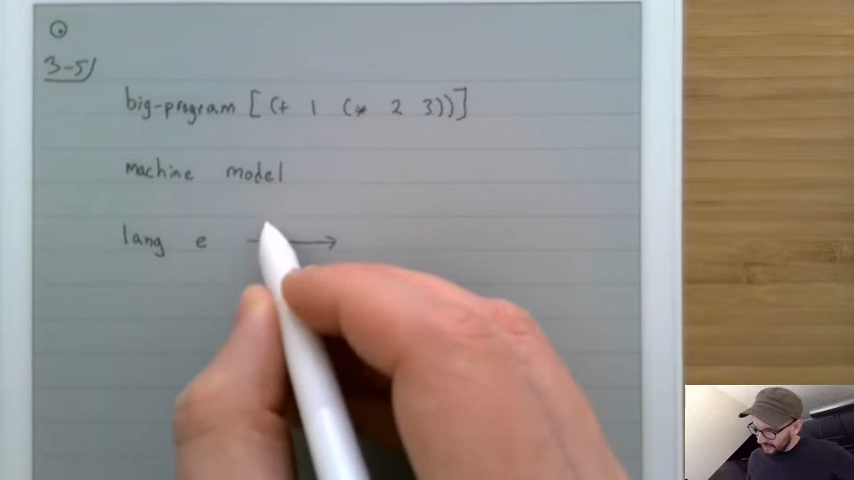 3-5/
big-program [(+ 1 (* 2 3))]
machine model
lang e ⟶